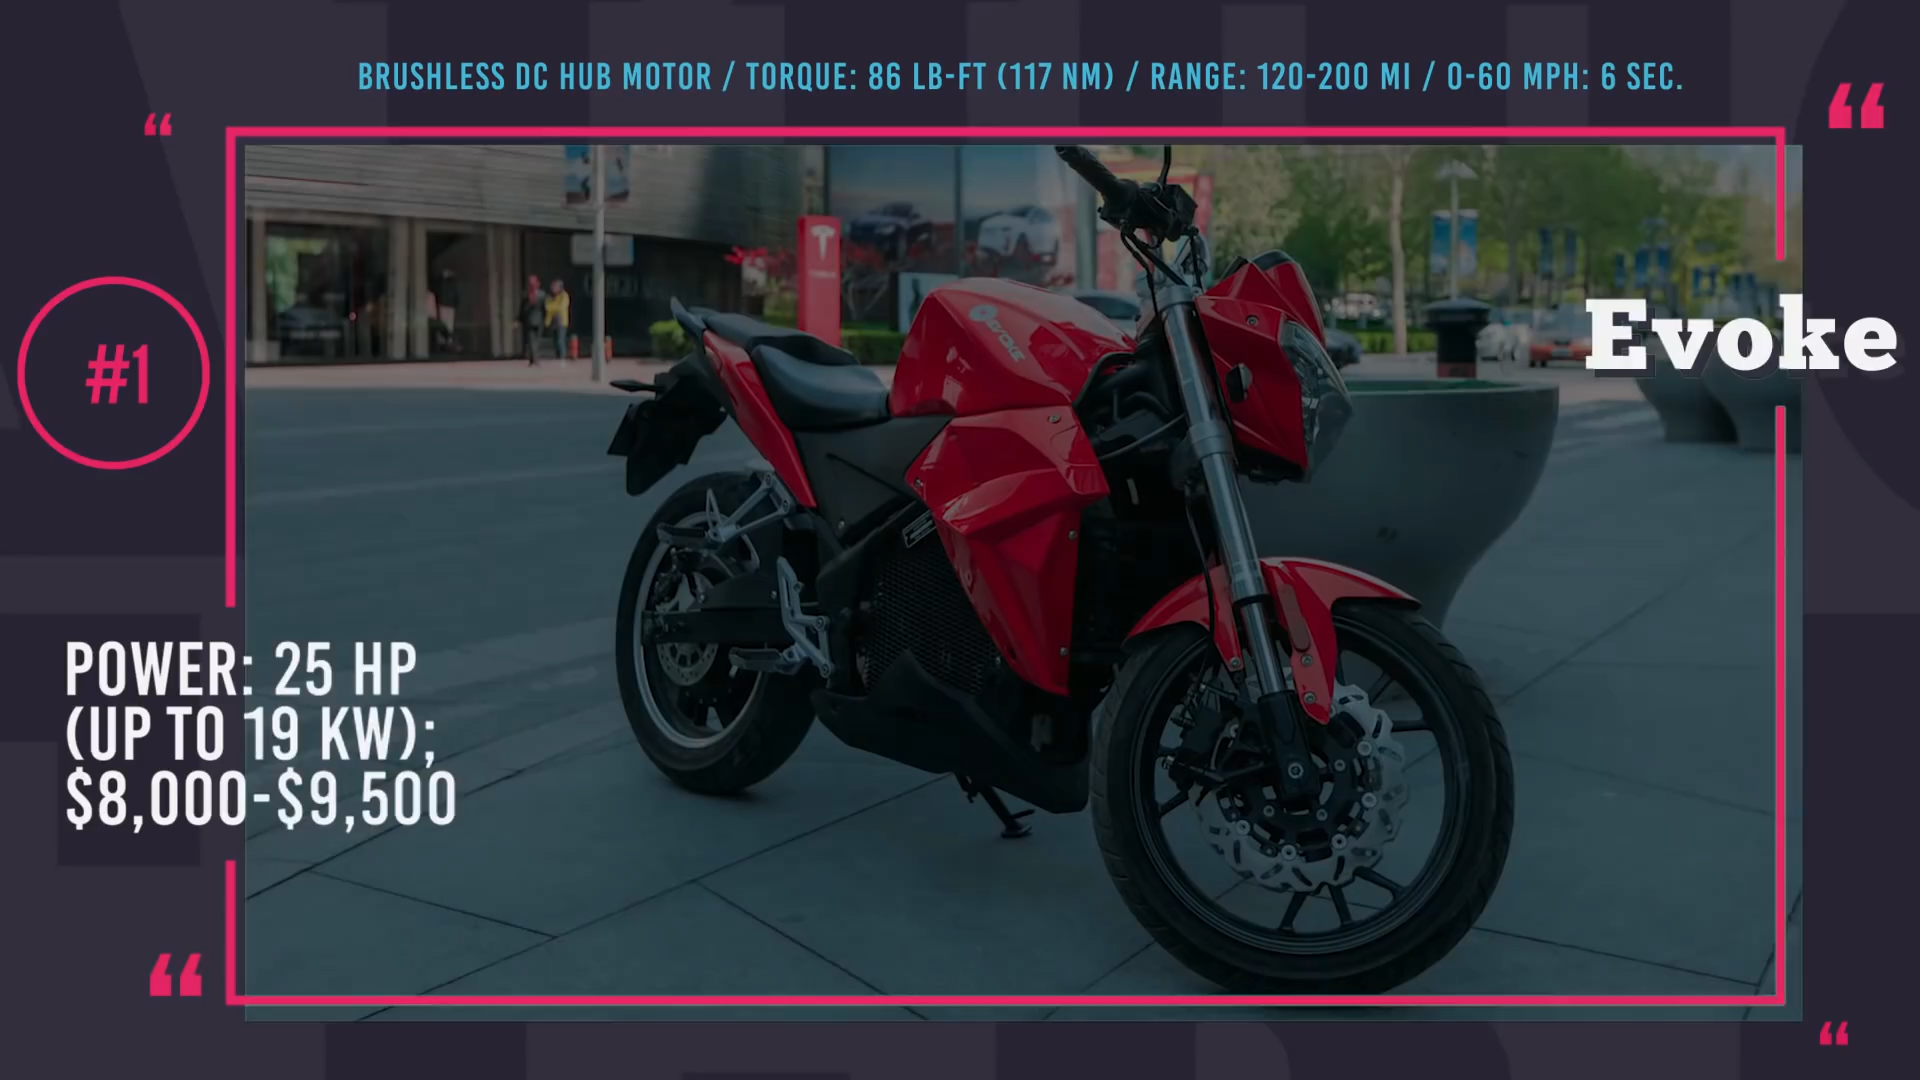 BRUSHLESS DC HUB MOTOR / TORQUE: 86 LB-FT (117 NM) / RANGE: 120-200 MI / 0-60 MPH: 6 SEC.
#1
Evoke
EVOKE
POWER: 25 HP
(UP TO 19 KW);
$8,000-$9,500